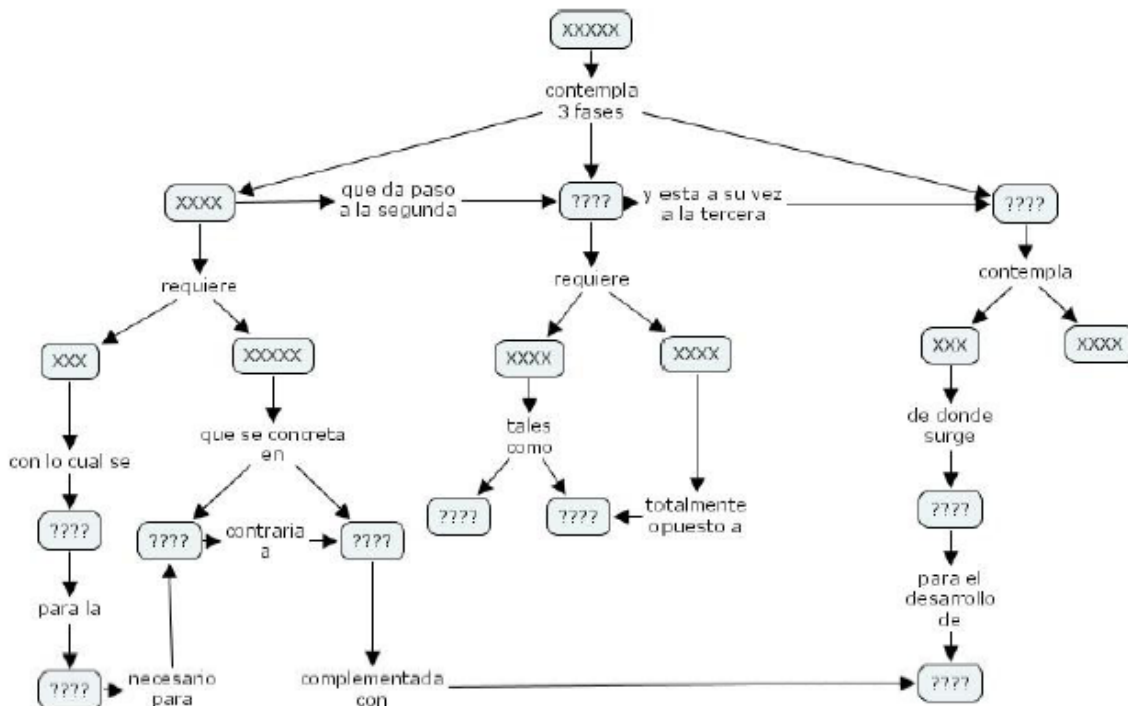 XXXXX
contempla
3 fases
XXXX
que da paso
a la segunda
????
y esta a su vez
a la tercera
????
requiere
requiere
contempla
XXX
XXXXX
XXXX
XXXX
XXX
XXXX
con lo cual se
que se concreta
en
tales
como
de donde
surge
????
????
contraria
a
????
????
????
totalmente
opuesto a
????
para la
para el
desarrollo
de
????
necesario
para
complementada
con
????